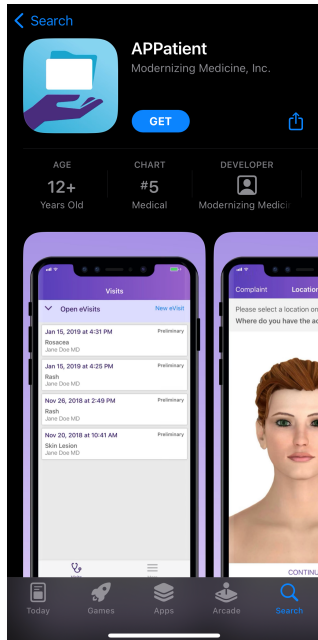 Search
APPatient
Modernizing Medicine, Inc.
GET
AGE
12+
Years Old
CHART
#5
Medical
DEVELOPER
Modernizing Medicin
Visits
Open eVisits
New eVisit
Jan 15, 2019 at 4:31 PM
Preliminary
Rosacea
Jane Doe MD
Jan 15, 2019 at 4:25 PM
Preliminary
Rash
Jane Doe MD
Nov 26, 2018 at 2:49 PM
Preliminary
Rash
Jane Doe MD
Nov 20, 2018 at 10:41 AM
Preliminary
Skin Lesion
Jane Doe MD
Complaint
Location
Please select a location on
Where do you have the ac
CONTINU
Today
Games
Apps
Arcade
Search